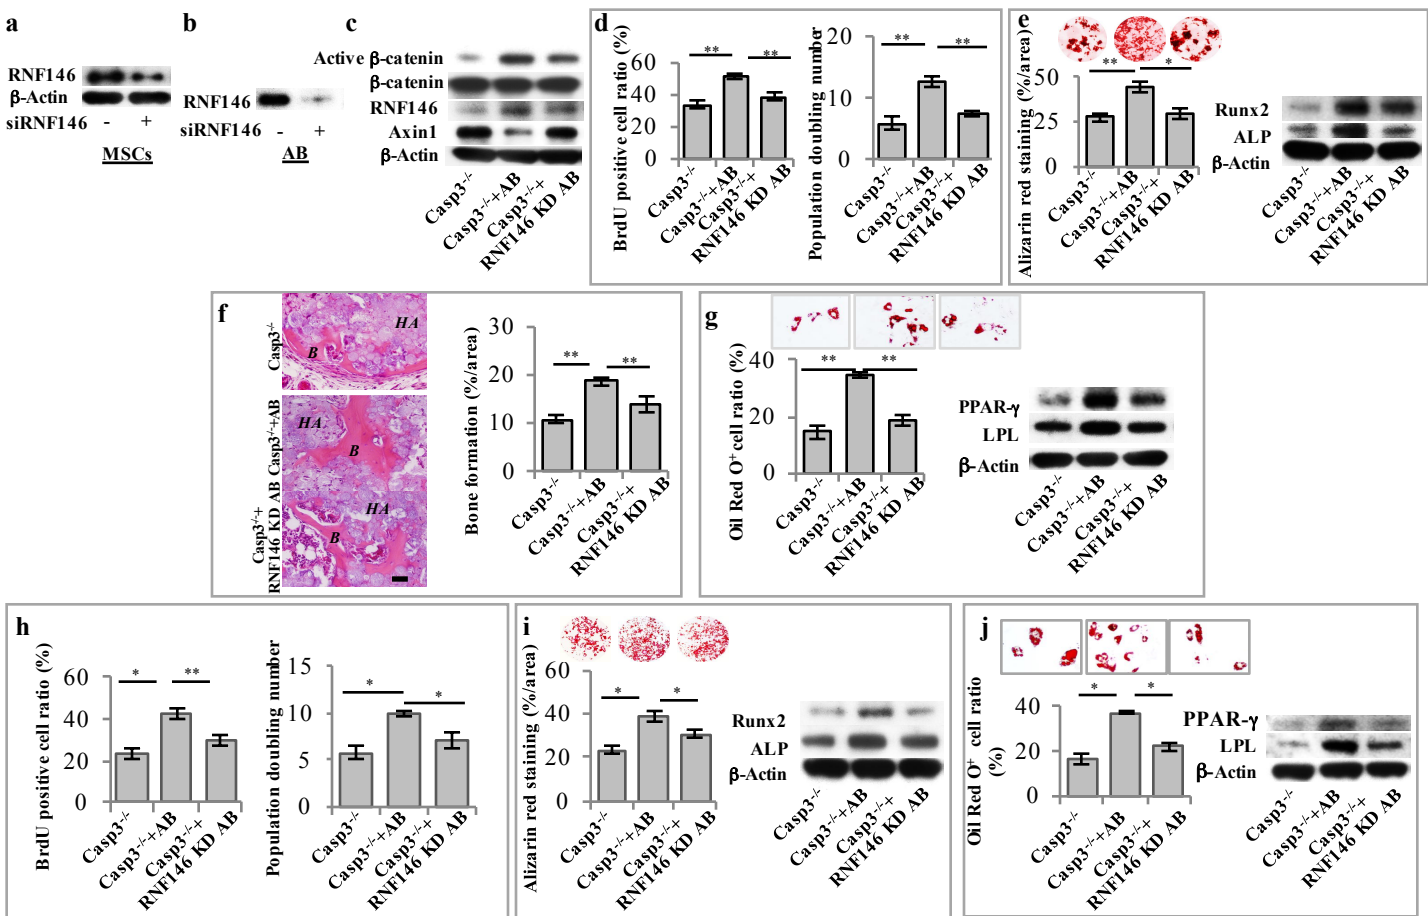 a
RNF146
β-Actin
siRNF146 - +
MSCs
b
RNF146
siRNF146 - +
AB
c
Active β-catenin
β-catenin
RNF146
Axin1
β-Actin
Casp3-/-
Casp3-/-+AB
Casp3-/-+
RNF146 KD AB
d
BrdU positive cell ratio (%)
60
40
20
0
** **
Casp3-/-
Casp3-/-+AB
Casp3-/-+
RNF146 KD AB
Population doubling number
20
10
0
** **
Casp3-/-
Casp3-/-+AB
Casp3-/-+
RNF146 KD AB
e
Alizarin red staining (%/area)
50
25
0
** *
Casp3-/-
Casp3-/-+AB
Casp3-/-+
RNF146 KD AB
Runx2
ALP
β-Actin
Casp3-/-
Casp3-/-+AB
Casp3-/-+
RNF146 KD AB
f
Casp3-/-
HA
B
Casp3-/-+AB
HA
B
Casp3-/-+
RNF146 KD AB
HA
B
Bone formation (%/area)
30
20
10
0
** **
Casp3-/-
Casp3-/-+AB
Casp3-/-+
RNF146 KD AB
g
Oil Red O+ cell ratio (%)
40
20
0
** **
Casp3-/-
Casp3-/-+AB
Casp3-/-+
RNF146 KD AB
PPAR-γ
LPL
β-Actin
Casp3-/-
Casp3-/-+AB
Casp3-/-+
RNF146 KD AB
h
BrdU positive cell ratio (%)
60
40
20
0
* **
Casp3-/-
Casp3-/-+AB
Casp3-/-+
RNF146 KD AB
Population doubling number
15
10
5
0
* *
Casp3-/-
Casp3-/-+AB
Casp3-/-+
RNF146 KD AB
i
Alizarin red staining (%/area)
60
40
20
0
* *
Casp3-/-
Casp3-/-+AB
Casp3-/-+
RNF146 KD AB
Runx2
ALP
β-Actin
Casp3-/-
Casp3-/-+AB
Casp3-/-+
RNF146 KD AB
j
Oil Red O+ cell ratio
(%)
40
20
0
* *
Casp3-/-
Casp3-/-+AB
Casp3-/-+
RNF146 KD AB
PPAR-γ
LPL
β-Actin
Casp3-/-
Casp3-/-+AB
Casp3-/-+
RNF146 KD AB